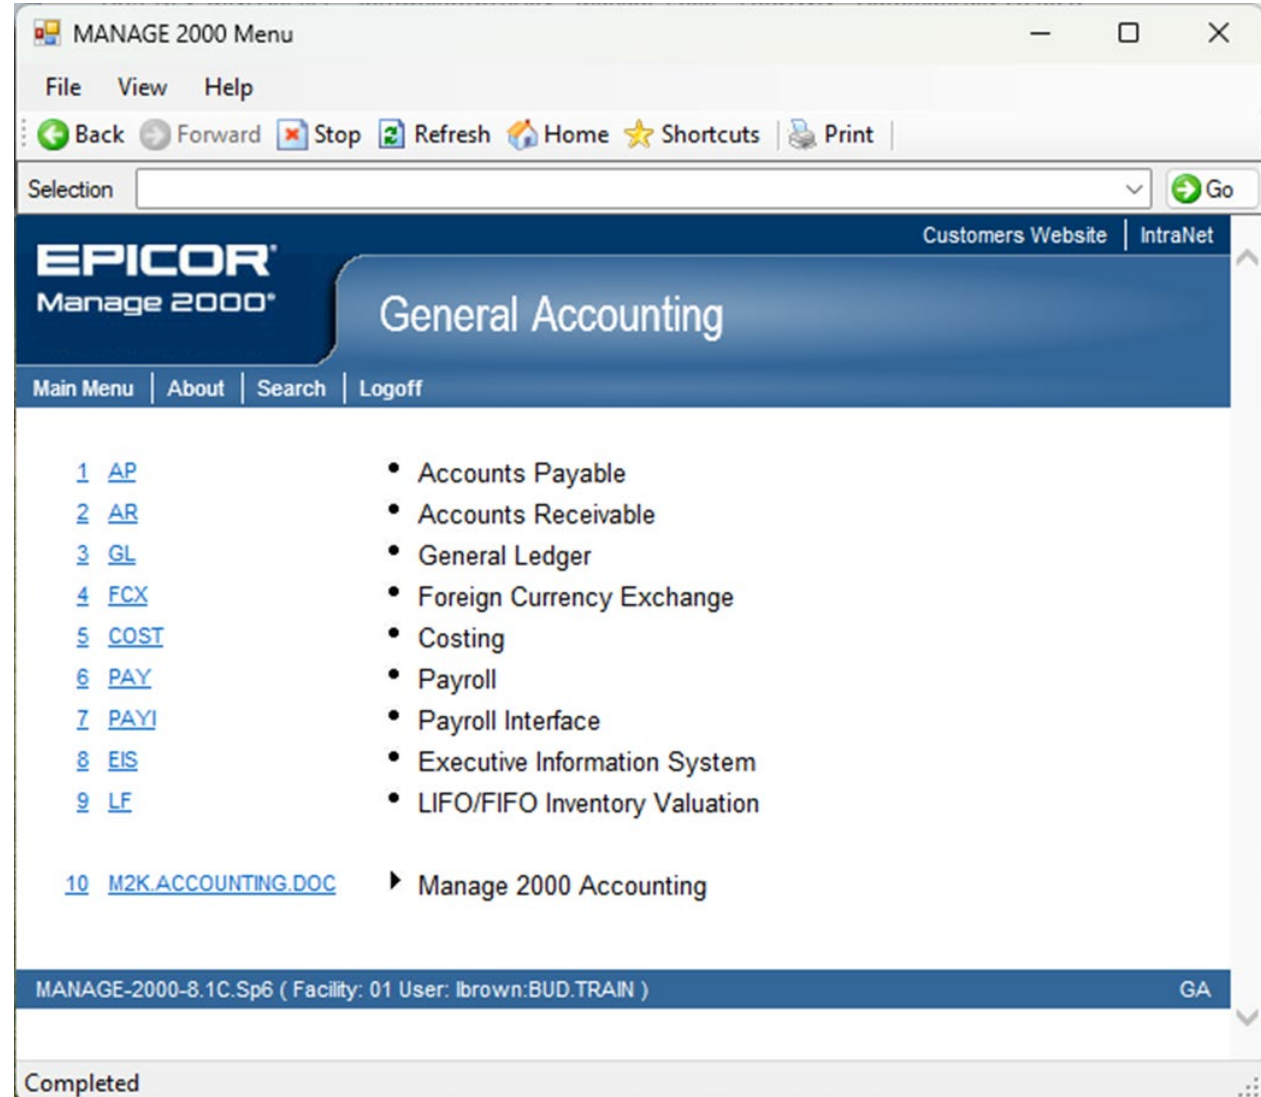 MANAGE 2000 Menu
File View Help
Back Forward Stop Refresh Home Shortcuts Print
Selection Go
Customers Website IntraNet
EPICOR
Manage 2000
General Accounting
Main Menu About Search Logoff
1 AP • Accounts Payable
2 AR • Accounts Receivable
3 GL • General Ledger
4 FCX • Foreign Currency Exchange
5 COST • Costing
6 PAY • Payroll
7 PAYI • Payroll Interface
8 EIS • Executive Information System
9 LF • LIFO/FIFO Inventory Valuation
10 M2K.ACCOUNTING.DOC Manage 2000 Accounting
MANAGE-2000-8.1C.Sp6 ( Facility: 01 User: lbrown:BUD.TRAIN ) GA
Completed